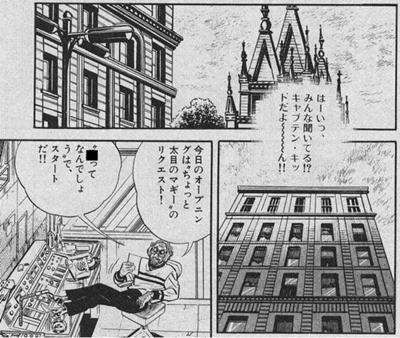 はーいっ、
みんな聞いてる!?
キャプテン・キッ
ドだよ〜〜〜ん!!
今日のオープニン
グは〝ちょっと
太目のマギー〟の
リクエスト!
〝■って
なんでしょ
う〟で、
スタート
だ!!